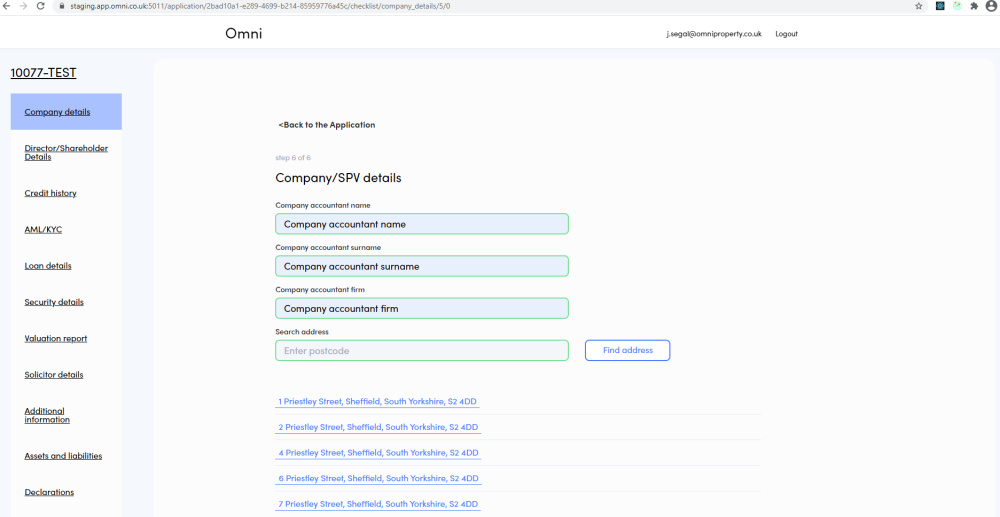 staging.app.omni.co.uk:5011/application/2bad10a1-e289-4699-b214-85959776a45c/checklist/company_details/5/0
Omni
j.segal@omniproperty.co.uk Logout
10077-TEST
Company details
Director/Shareholder
Details
Credit history
AML/KYC
Loan details
Security details
Valuation report
Solicitor details
Additional
information
Assets and liabilities
Declarations
<Back to the Application
step 6 of 6
Company/SPV details
Company accountant name
Company accountant name
Company accountant surname
Company accountant surname
Company accountant firm
Company accountant firm
Search address
Enter postcode Find address
1 Priestley Street, Sheffield, South Yorkshire, S2 4DD
2 Priestley Street, Sheffield, South Yorkshire, S2 4DD
4 Priestley Street, Sheffield, South Yorkshire, S2 4DD
6 Priestley Street, Sheffield, South Yorkshire, S2 4DD
7 Priestley Street, Sheffield, South Yorkshire, S2 4DD